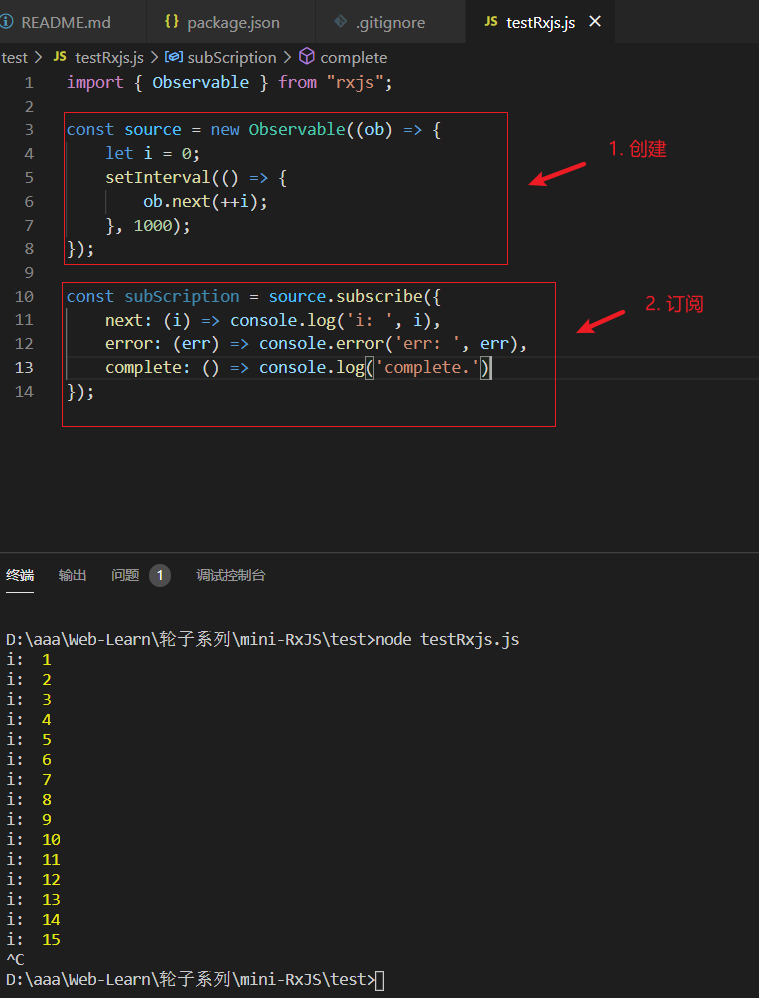 README.md package.json .gitignore JS testRxjs.js
test > JS testRxjs.js > subScription > complete
1 import { Observable } from "rxjs";
2
3 const source = new Observable((ob) => {
4 let i = 0;
5 setInterval(() => {
6 ob.next(++i);
7 }, 1000);
8 });
9
10 const subScription = source.subscribe({
11 next: (i) => console.log('i: ', i),
12 error: (err) => console.error('err: ', err),
13 complete: () => console.log('complete.')
14 });
1. 创建
2. 订阅
终端 输出 问题 1 调试控制台
D:\aaa\Web-Learn\轮子系列\mini-RxJS\test>node testRxjs.js
i: 1
i: 2
i: 3
i: 4
i: 5
i: 6
i: 7
i: 8
i: 9
i: 10
i: 11
i: 12
i: 13
i: 14
i: 15
^C
D:\aaa\Web-Learn\轮子系列\mini-RxJS\test>